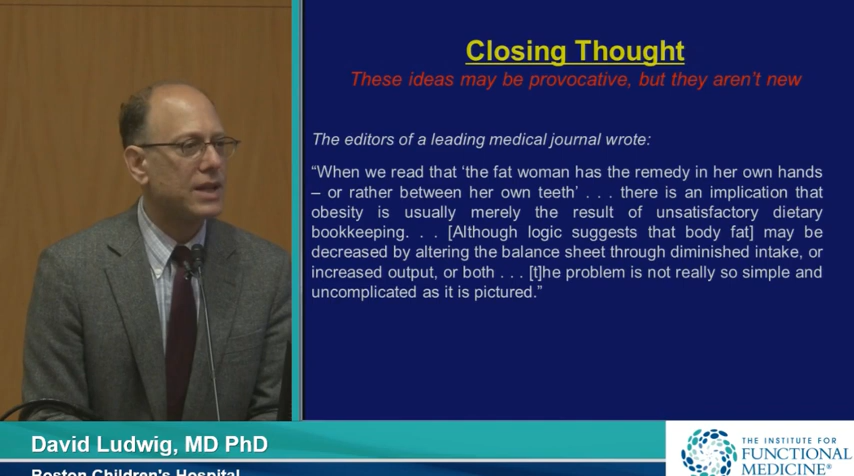 Closing Thought
These ideas may be provocative, but they aren't new
The editors of a leading medical journal wrote:
“When we read that ‘the fat woman has the remedy in her own hands
– or rather between her own teeth’ . . . there is an implication that
obesity is usually merely the result of unsatisfactory dietary
bookkeeping. . . [Although logic suggests that body fat] may be
decreased by altering the balance sheet through diminished intake, or
increased output, or both . . . [t]he problem is not really so simple and
uncomplicated as it is pictured.”
David Ludwig, MD PhD
Boston Children's Hospital
THE INSTITUTE FOR
FUNCTIONAL
MEDICINE®